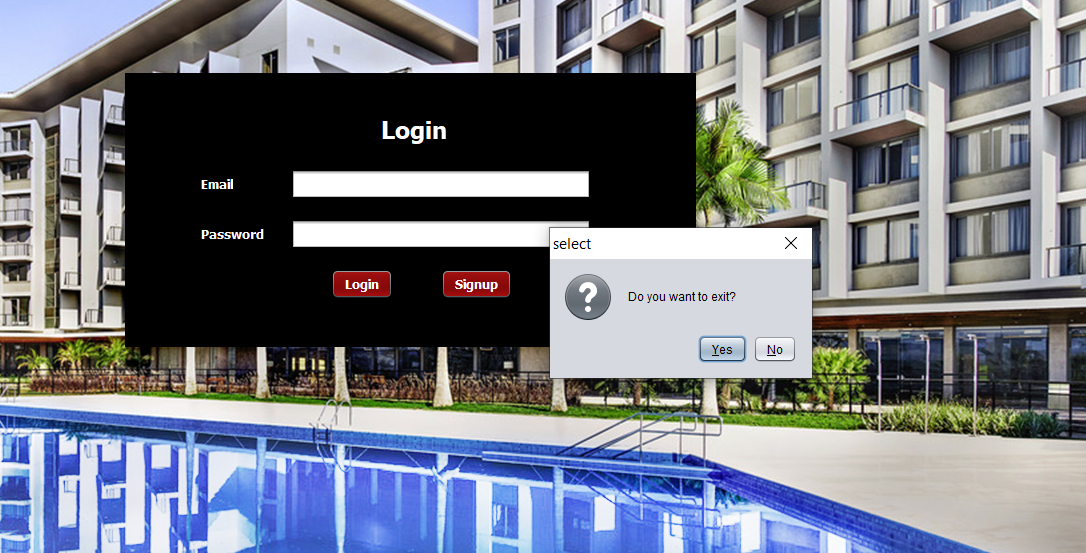 Login
Email
Password
Login Signup
select
Do you want to exit?
Yes No